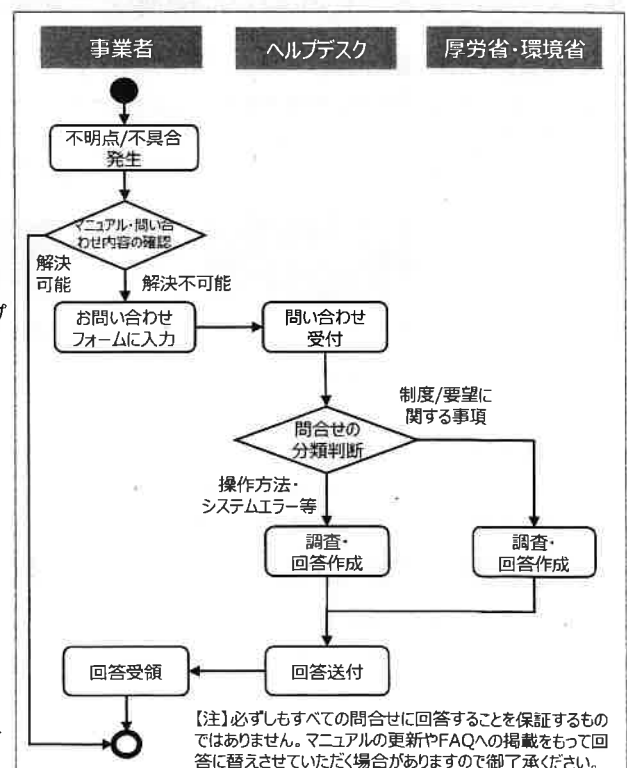 事業者
ヘルプデスク
厚労省・環境省
不明点/不具合
発生
マニュアル・問い合
わせ内容の確認
解決
可能
解決不可能
プ
お問い合わせ
フォームに入力
問い合わせ
受付
制度/要望に
関する事項
問合せの
分類判断
操作方法・
システムエラー等
調査・
回答作成
調査・
回答作成
回答受領
回答送付
【注】必ずしもすべての問合せに回答することを保証するもの
ではありません。マニュアルの更新やFAQへの掲載をもって回
答に替えさせていただく場合がありますので御了承ください。